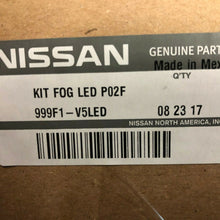 NISSAN
GENUINE PART
Made in Mex
Q'TY
KIT FOG LED P02F
999F1-V5LED
08 23 17
NISSAN NORTH AMERICA, INC